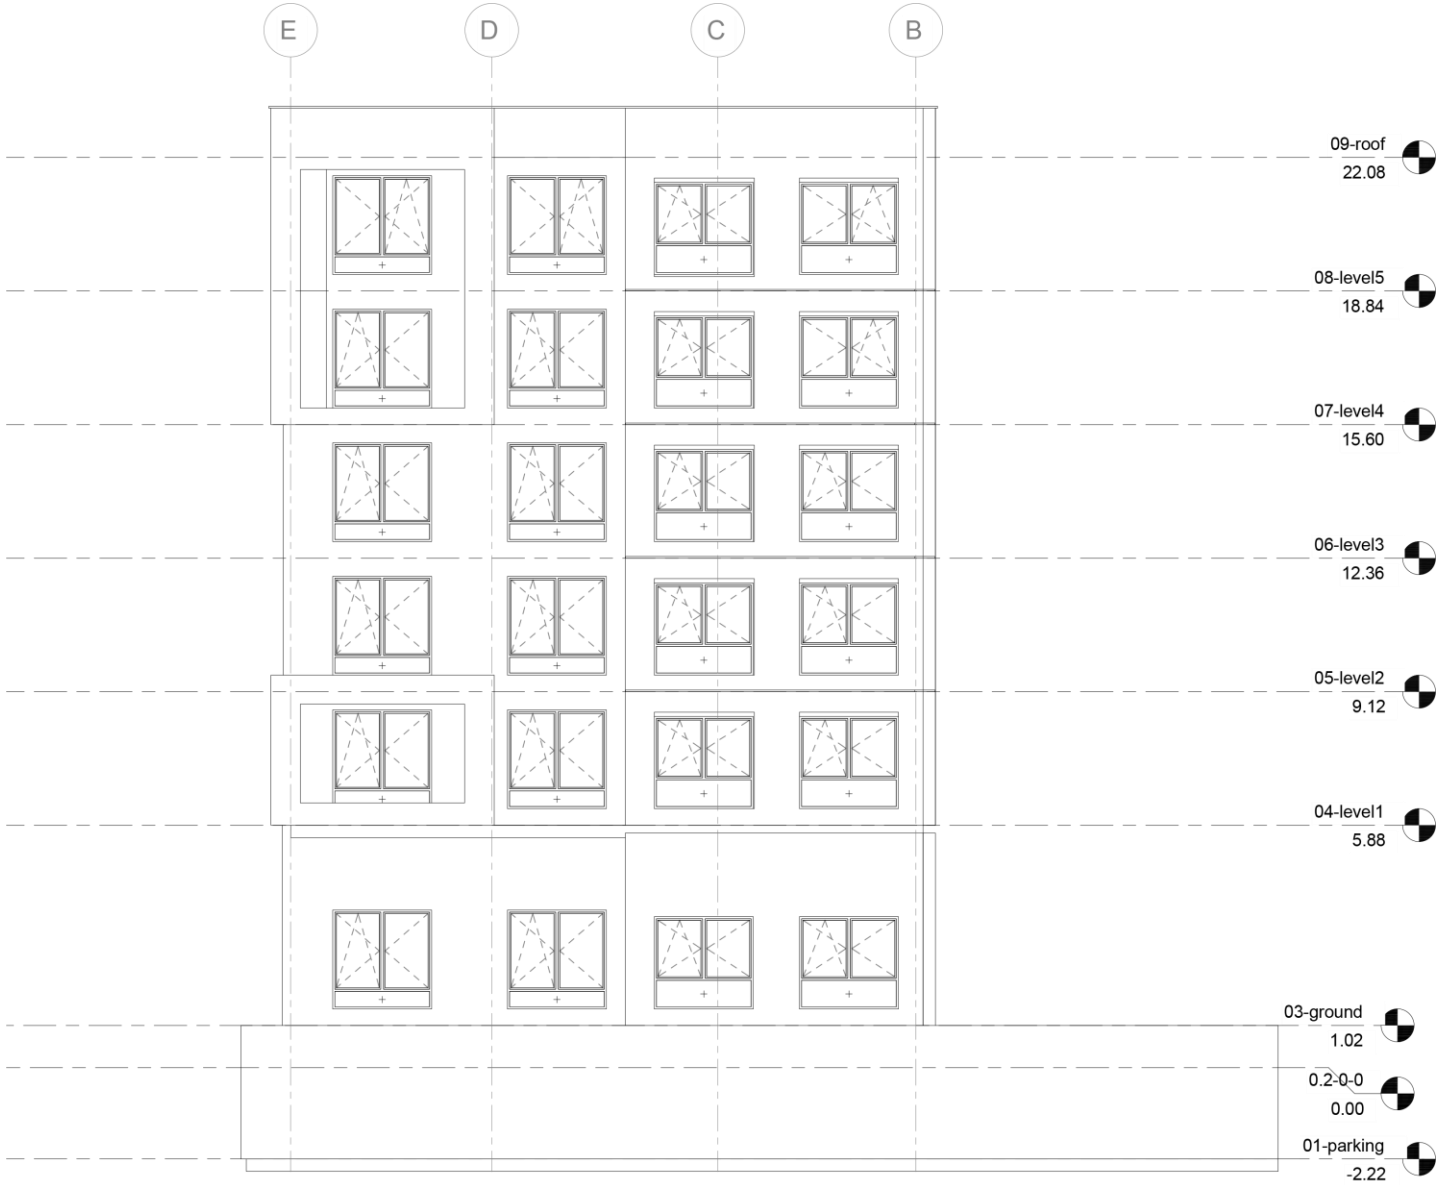 E
D
C
B
09-roof
22.08
08-level5
18.84
07-level4
15.60
06-level3
12.36
05-level2
9.12
04-level1
5.88
03-ground
1.02
0.2-0-0
0.00
01-parking
-2.22